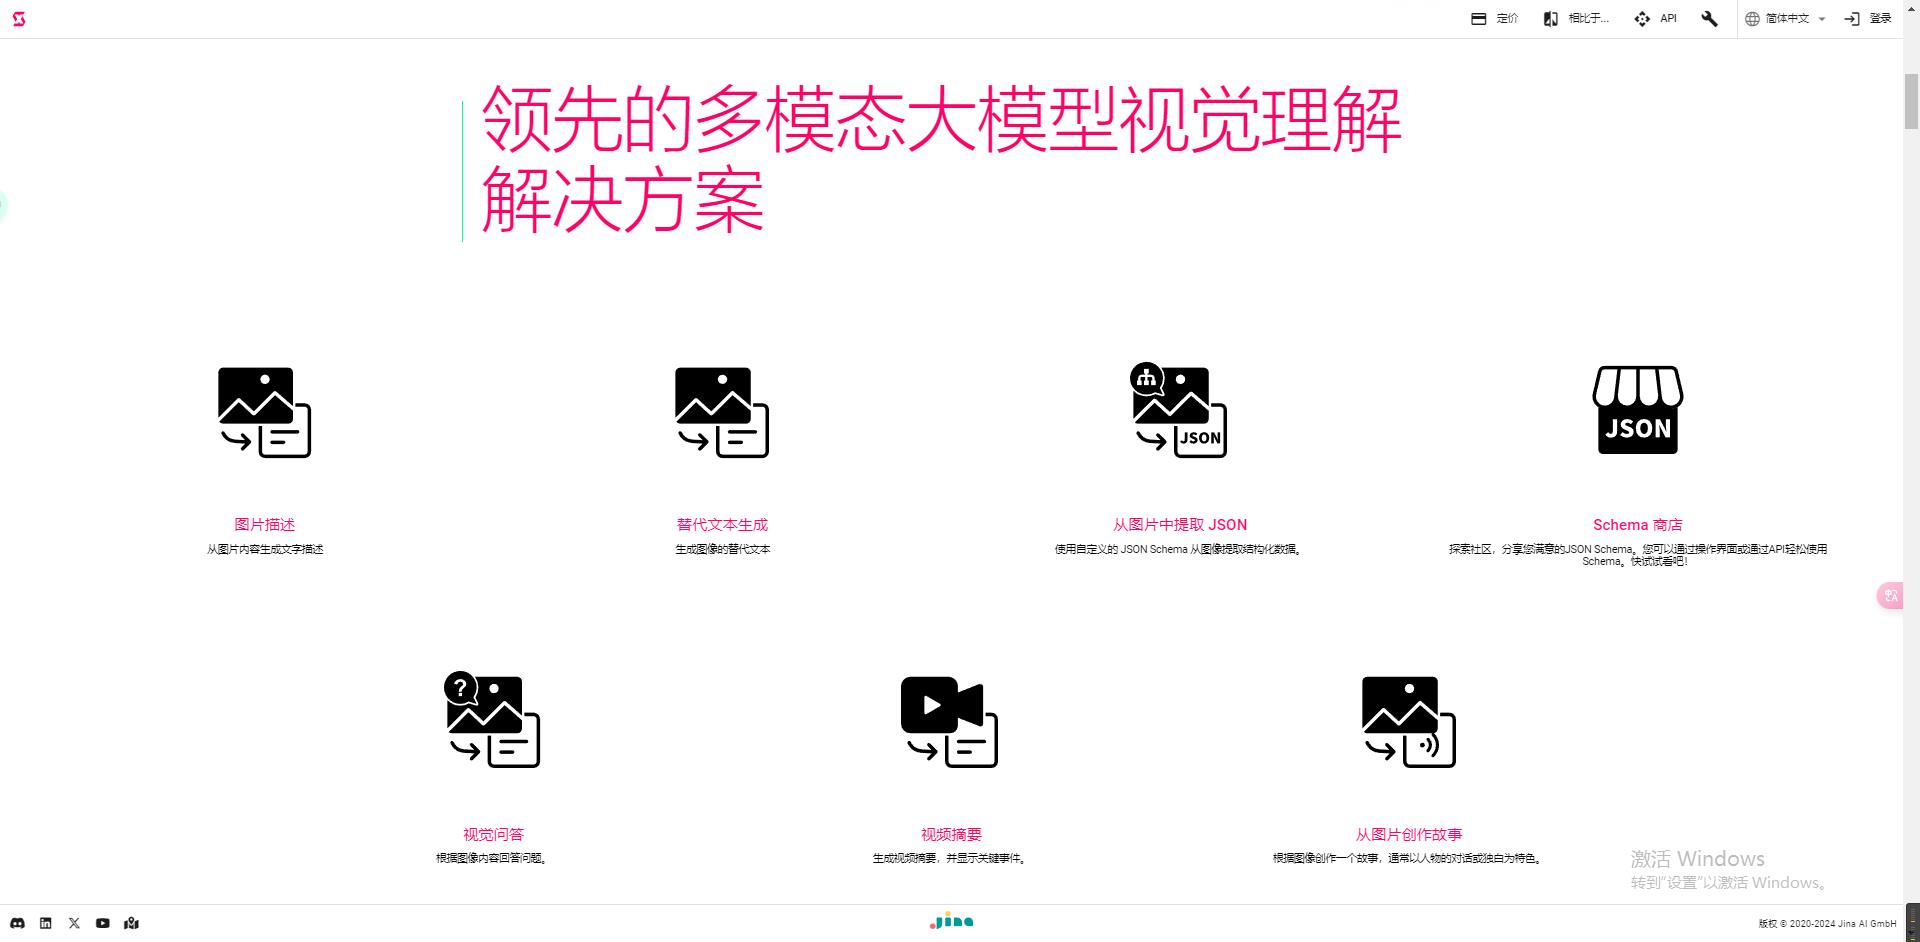 定价
相比于...
API
简体中文
登录
领先的多模态大模型视觉理解
解决方案
JSON
JSON
图片描述
从图片内容生成文字描述
替代文本生成
生成图像的替代文本
从图片中提取 JSON
使用自定义的 JSON Schema 从图像提取结构化数据。
Schema 商店
探索社区，分享您满意的JSON Schema。您可以通过操作界面或通过API轻松使用
Schema。快试试看吧！
?
视觉问答
根据图像内容回答问题。
视频摘要
生成视频摘要，并显示关键事件。
从图片创作故事
根据图像创作一个故事，通常以人物的对话或独白为特色。
激活 Windows
转到“设置”以激活 Windows。
Jina
版权 © 2020-2024 Jina AI GmbH